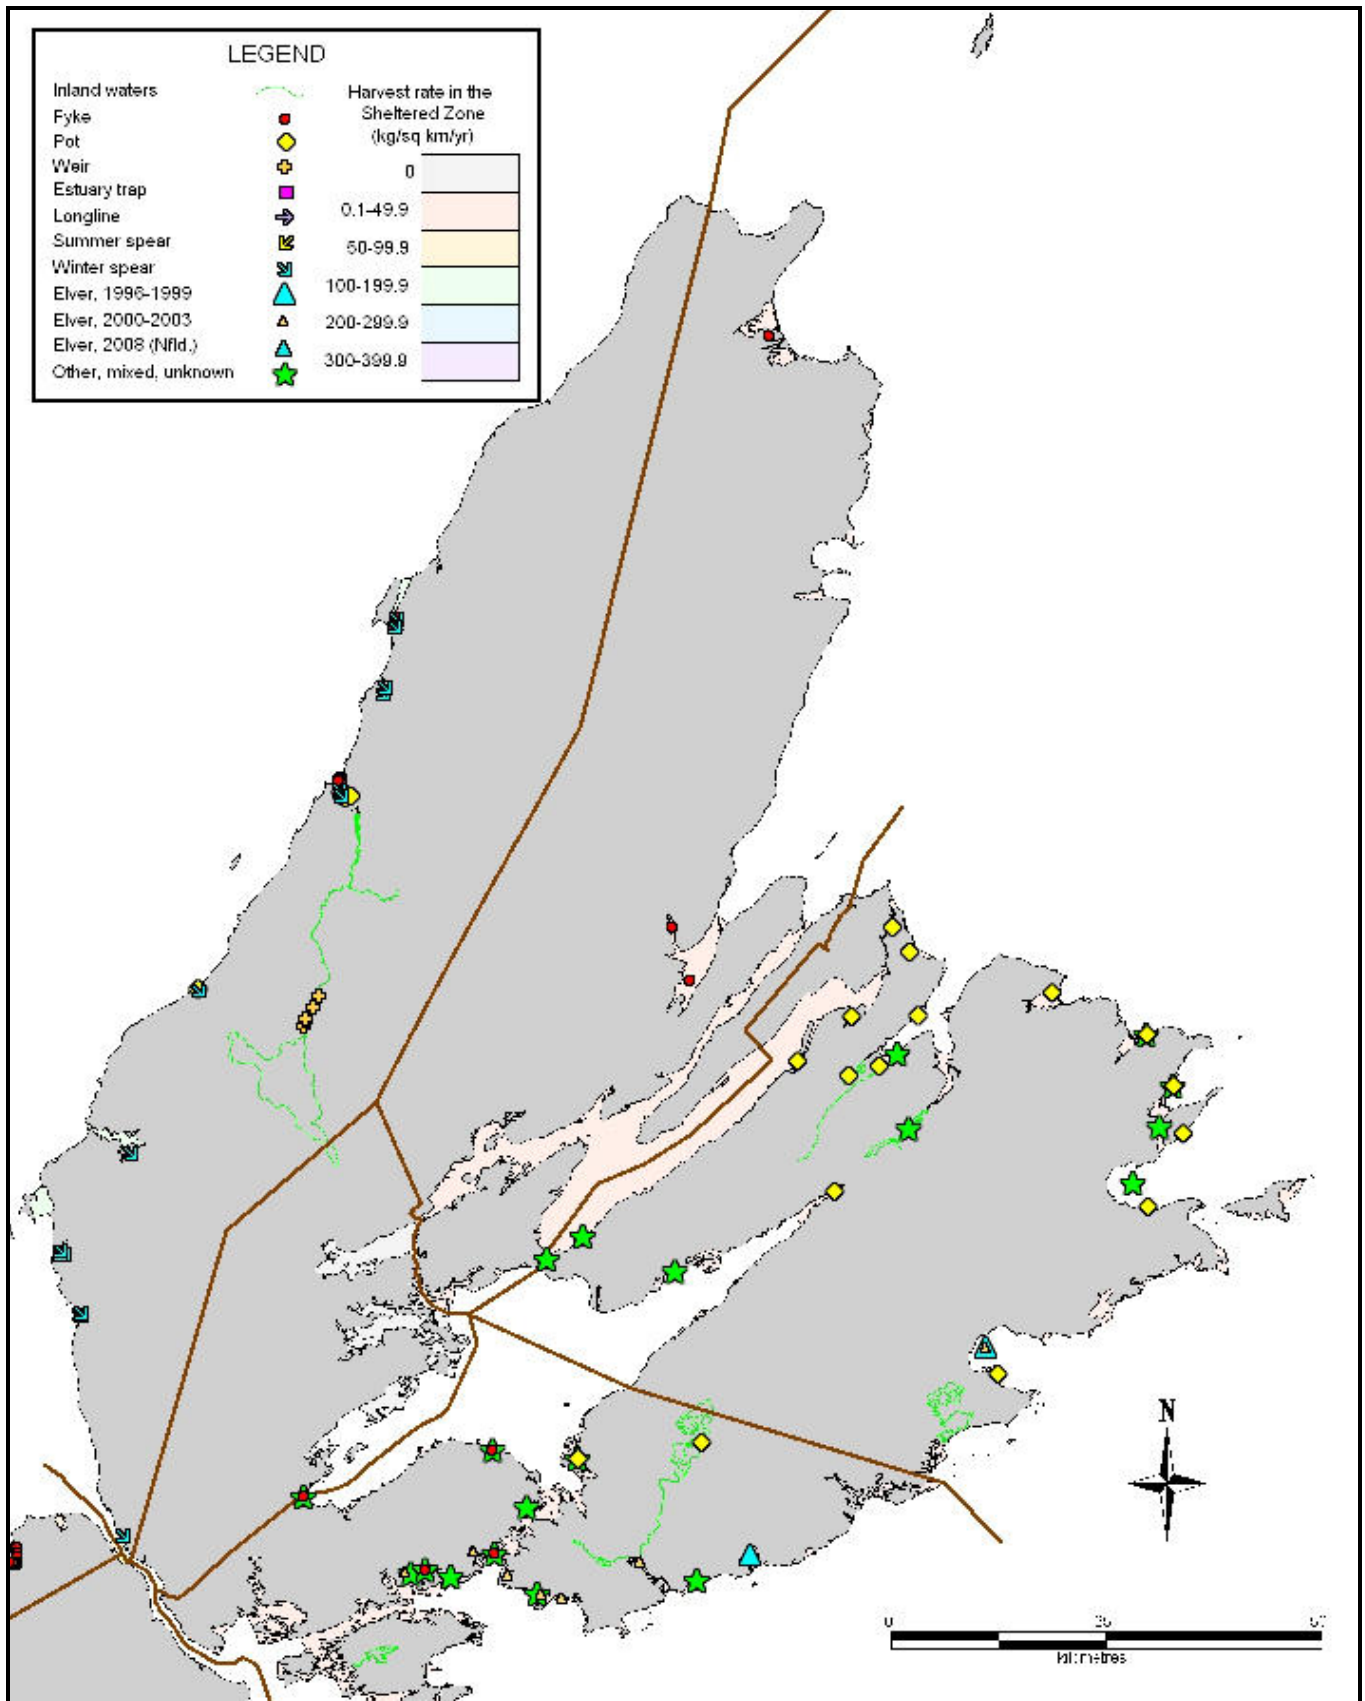 LEGEND
Inland waters
Fyke
Pot
Weir
Estuary trap
Longline
Summer spear
Winter spear
Elver, 1996-1999
Elver, 2000-2003
Elver, 2008 (Nfld.)
Other, mixed, unknown
Harvest rate in the
Sheltered Zone
(kg/sq km/yr)
0
0.1-49.9
50-99.9
100-199.9
200-299.9
300-399.9
N
0
kilometres